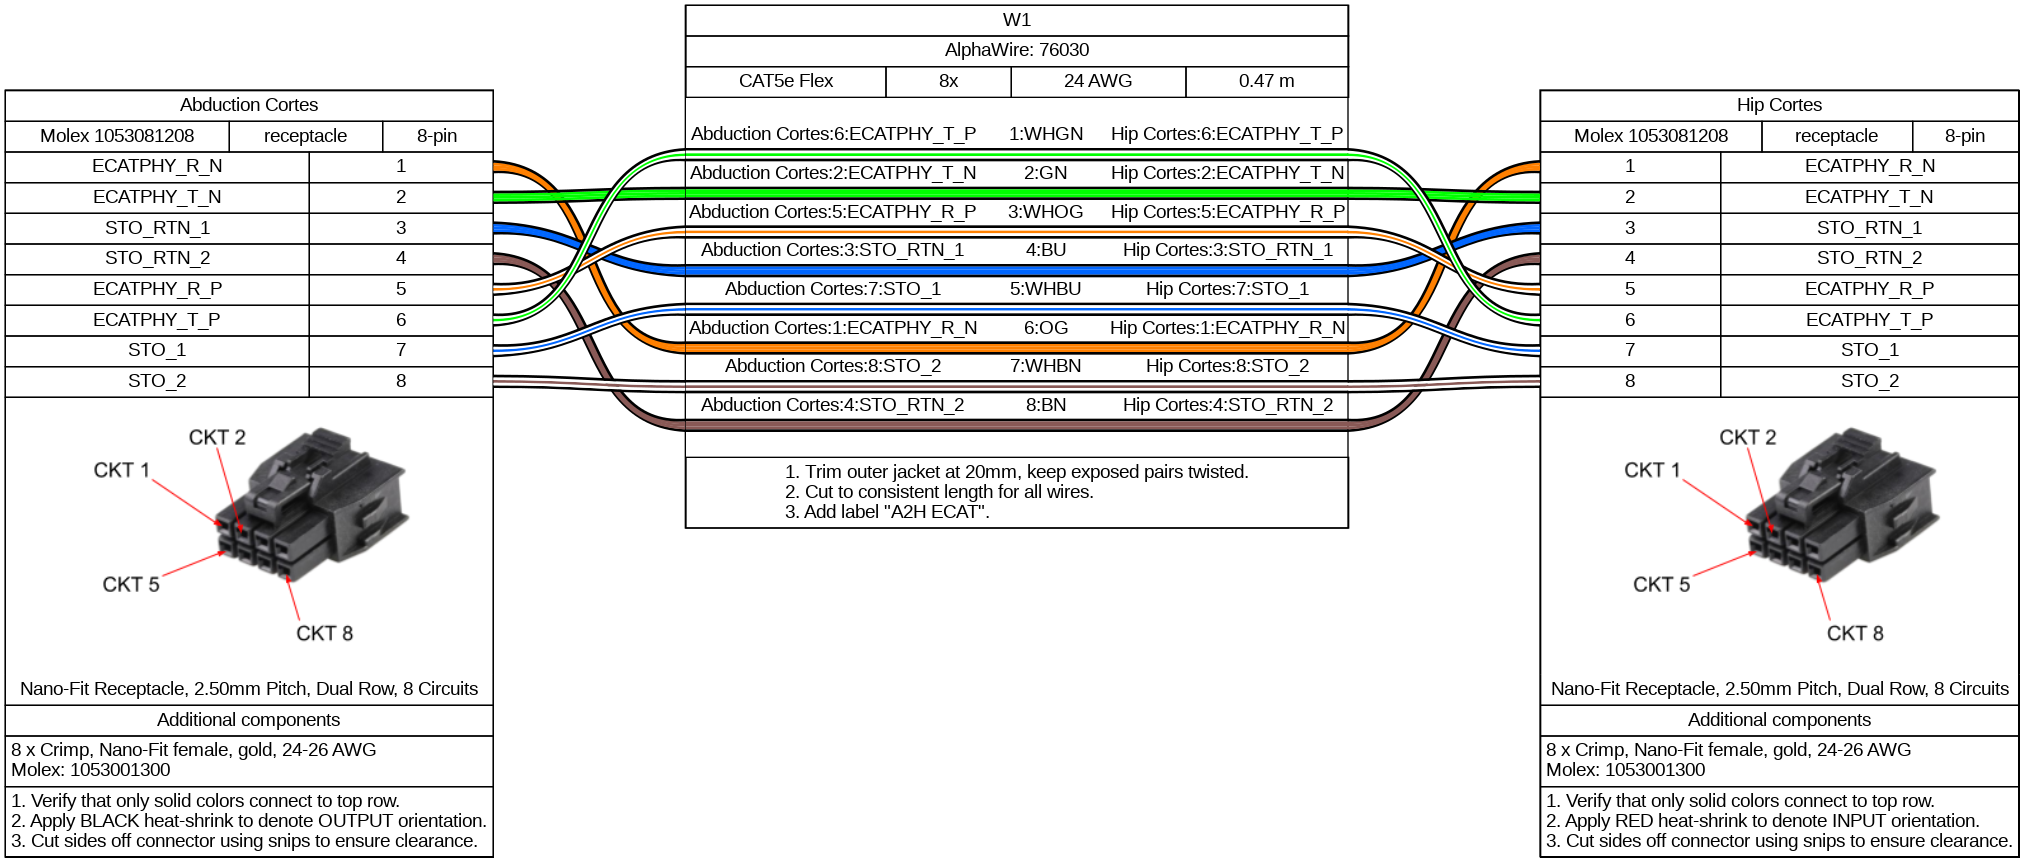 W1
AlphaWire: 76030
CAT5e Flex 8x 24 AWG 0.47 m
Abduction Cortes:6:ECATPHY_T_P 1:WHGN Hip Cortes:6:ECATPHY_T_P
Abduction Cortes:2:ECATPHY_T_N 2:GN Hip Cortes:2:ECATPHY_T_N
Abduction Cortes:5:ECATPHY_R_P 3:WHOG Hip Cortes:5:ECATPHY_R_P
Abduction Cortes:3:STO_RTN_1 4:BU Hip Cortes:3:STO_RTN_1
Abduction Cortes:7:STO_1 5:WHBU Hip Cortes:7:STO_1
Abduction Cortes:1:ECATPHY_R_N 6:OG Hip Cortes:1:ECATPHY_R_N
Abduction Cortes:8:STO_2 7:WHBN Hip Cortes:8:STO_2
Abduction Cortes:4:STO_RTN_2 8:BN Hip Cortes:4:STO_RTN_2
1. Trim outer jacket at 20mm, keep exposed pairs twisted.
2. Cut to consistent length for all wires.
3. Add label "A2H ECAT".
Abduction Cortes
Molex 1053081208 receptacle 8-pin
ECATPHY_R_N 1
ECATPHY_T_N 2
STO_RTN_1 3
STO_RTN_2 4
ECATPHY_R_P 5
ECATPHY_T_P 6
STO_1 7
STO_2 8
CKT 2
CKT 1
CKT 5
CKT 8
Nano-Fit Receptacle, 2.50mm Pitch, Dual Row, 8 Circuits
Additional components
8 x Crimp, Nano-Fit female, gold, 24-26 AWG
Molex: 1053001300
1. Verify that only solid colors connect to top row.
2. Apply BLACK heat-shrink to denote OUTPUT orientation.
3. Cut sides off connector using snips to ensure clearance.
Hip Cortes
Molex 1053081208 receptacle 8-pin
1 ECATPHY_R_N
2 ECATPHY_T_N
3 STO_RTN_1
4 STO_RTN_2
5 ECATPHY_R_P
6 ECATPHY_T_P
7 STO_1
8 STO_2
CKT 2
CKT 1
CKT 5
CKT 8
Nano-Fit Receptacle, 2.50mm Pitch, Dual Row, 8 Circuits
Additional components
8 x Crimp, Nano-Fit female, gold, 24-26 AWG
Molex: 1053001300
1. Verify that only solid colors connect to top row.
2. Apply RED heat-shrink to denote INPUT orientation.
3. Cut sides off connector using snips to ensure clearance.